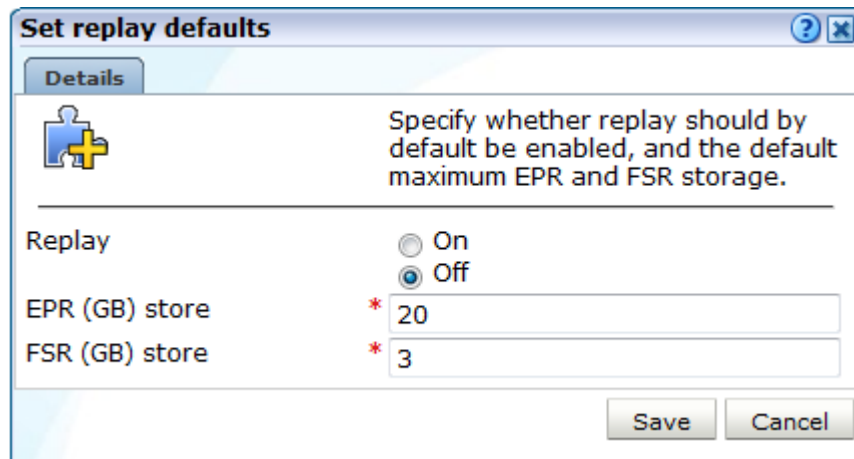 Set replay defaults
Details
Specify whether replay should by
default be enabled, and the default
maximum EPR and FSR storage.
Replay
On
Off
EPR (GB) store * 20
FSR (GB) store * 3
Save Cancel